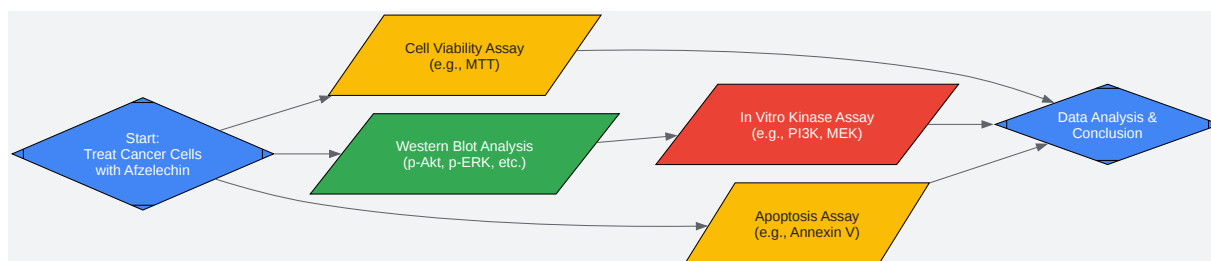 Start:
Treat Cancer Cells
with Afzelechin
Cell Viability Assay
(e.g., MTT)
Western Blot Analysis
(p-Akt, p-ERK, etc.)
In Vitro Kinase Assay
(e.g., PI3K, MEK)
Apoptosis Assay
(e.g., Annexin V)
Data Analysis &
Conclusion